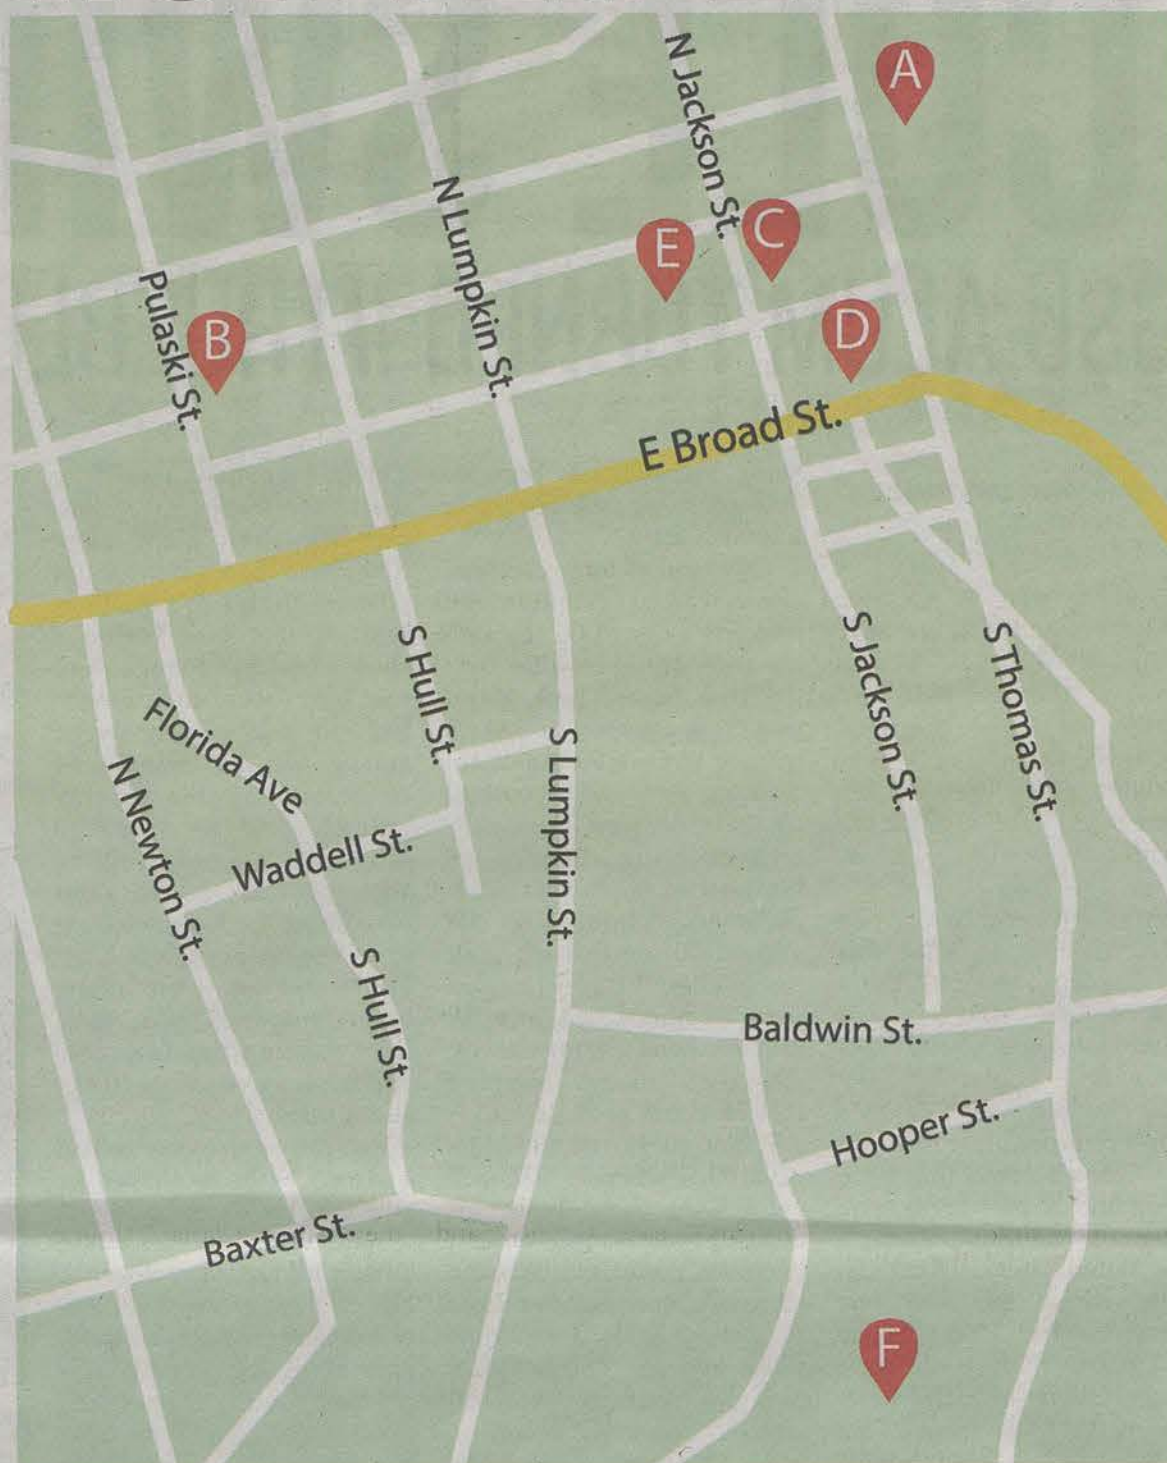 N Jackson St.
A
N Lumpkin St.
E
C
Pulaski St.
B
D
E Broad St.
S Hull St.
S Jackson St.
S Thomas St.
Florida Ave
N Newton St.
S Lumpkin St.
Waddell St.
S Hull St.
Baldwin St.
Hooper St.
Baxter St.
F